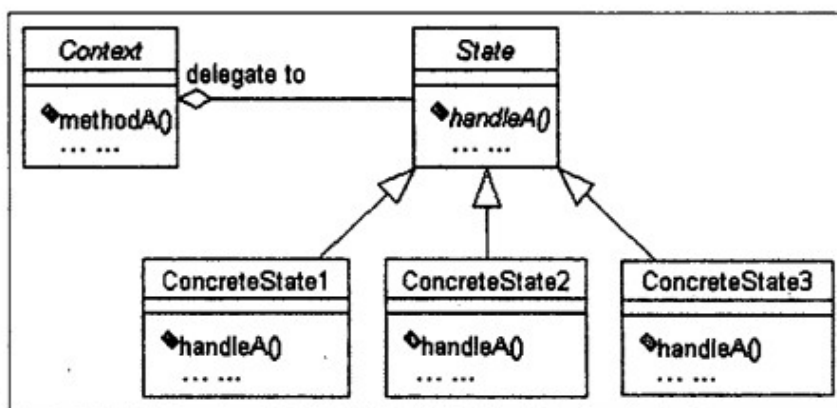 Context
State
delegate to
methodA()
handleA()
... ...
... ...
ConcreteState1
ConcreteState2
ConcreteState3
handleA()
handleA()
handleA()
... ...
... ...
... ...